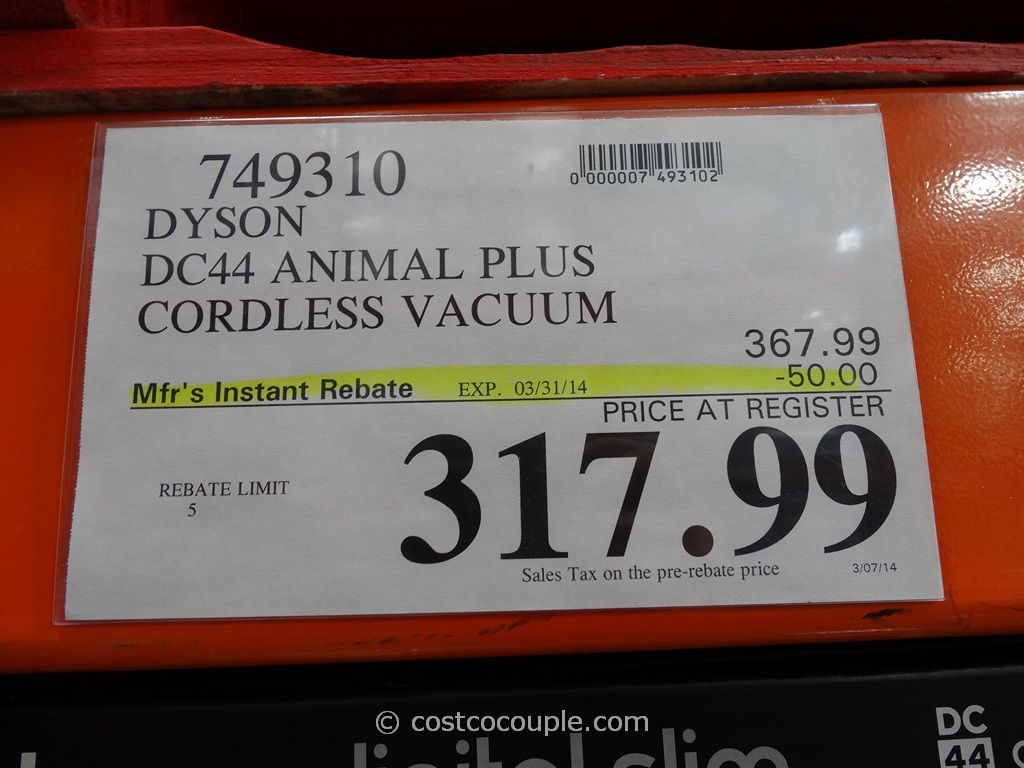 749310
0 000007 493102
DYSON
DC44 ANIMAL PLUS
CORDLESS VACUUM
367.99
Mfr's Instant Rebate EXP. 03/31/14 -50.00
PRICE AT REGISTER
317.99
REBATE LIMIT
5
Sales Tax on the pre-rebate price 3/07/14
© costcocouple.com
digital slim
DC
44